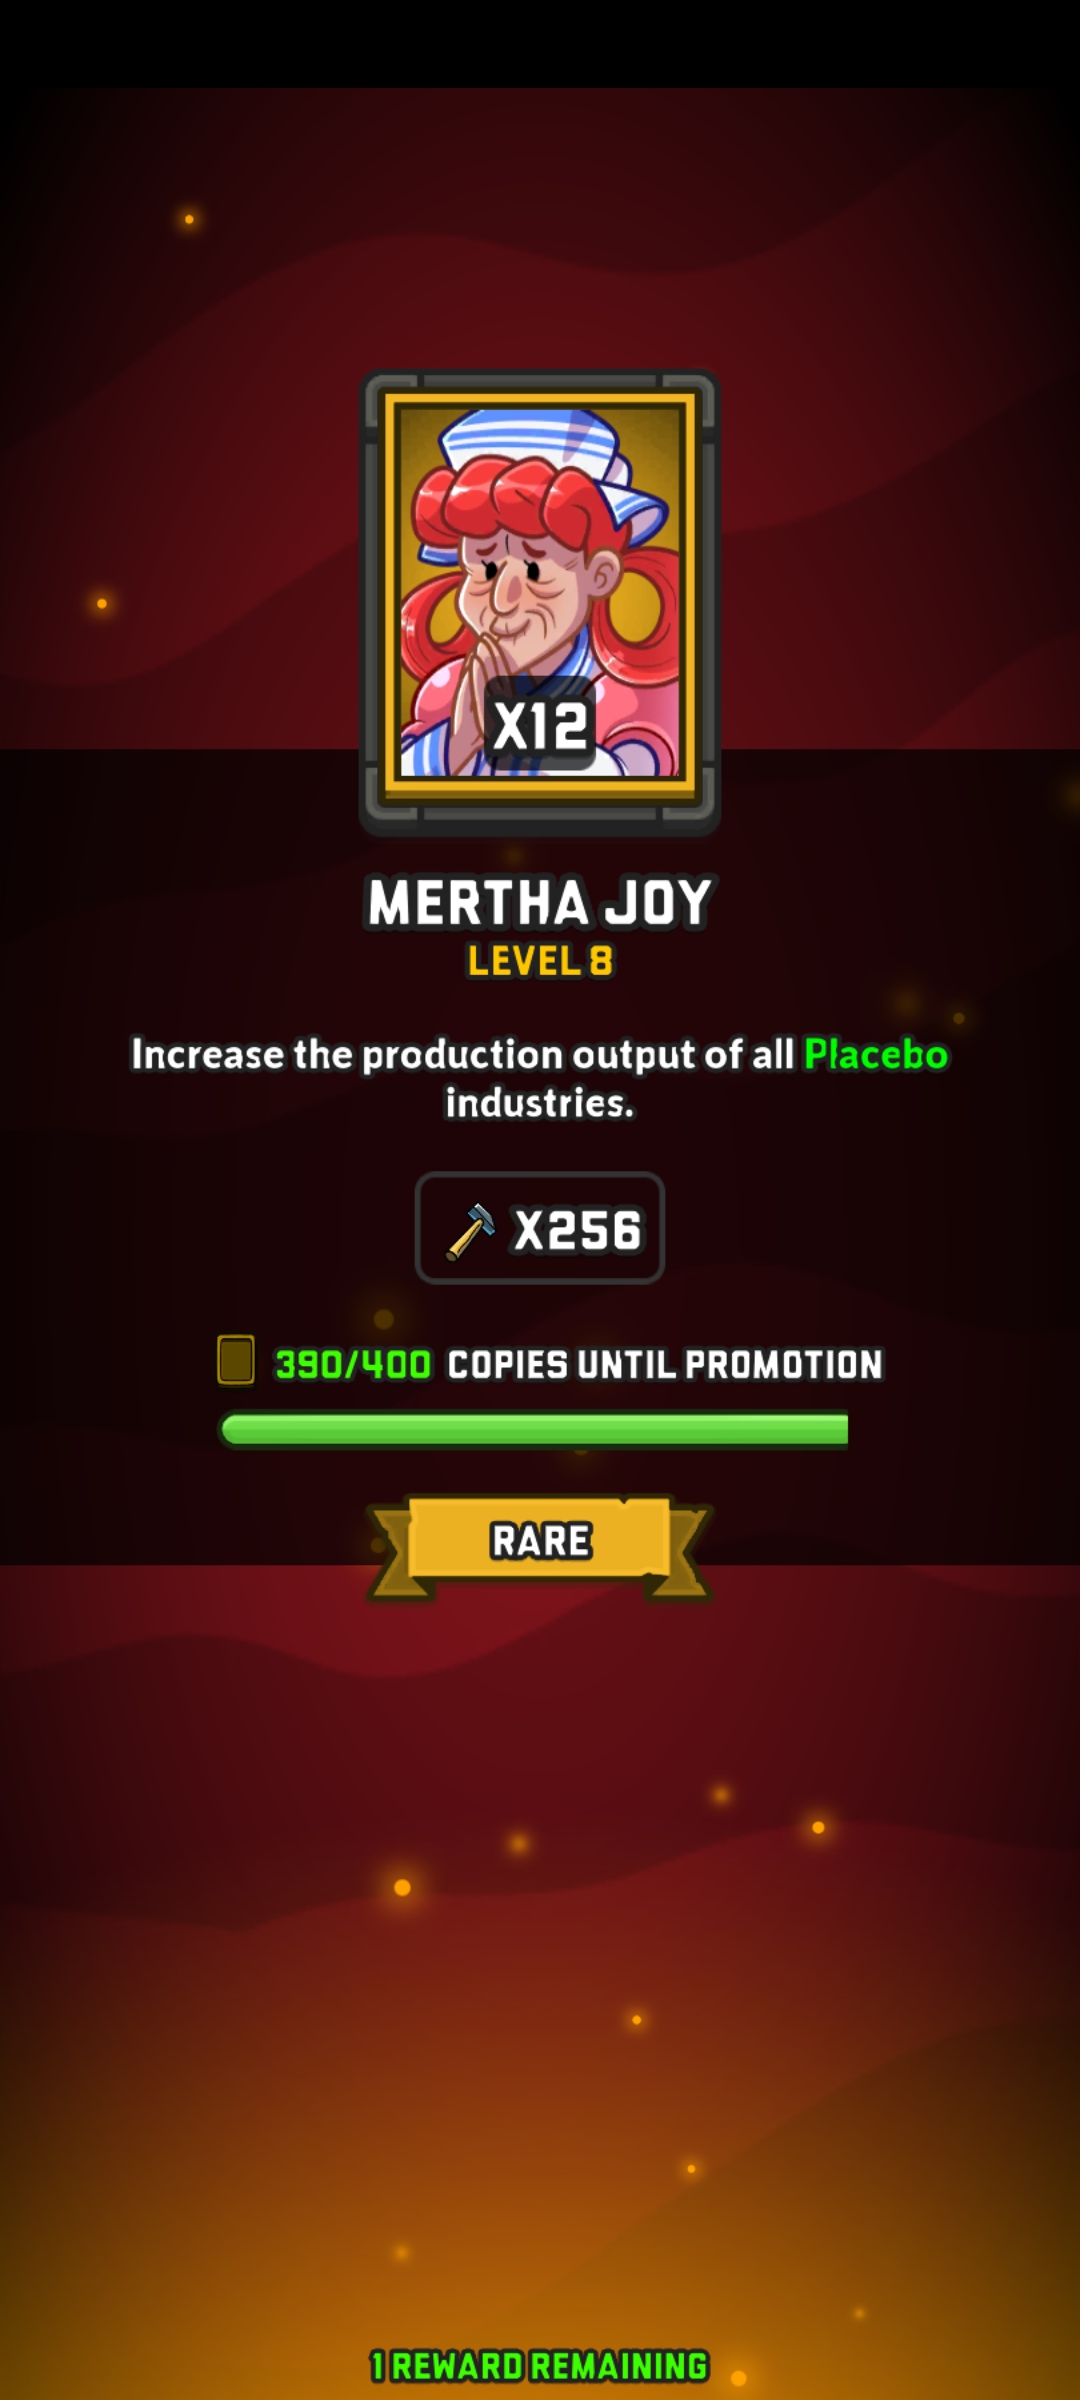 X12
MERTHA JOY
LEVEL 8
Increase the production output of all Placebo
industries.
X256
390/400 COPIES UNTIL PROMOTION
RARE
1 REWARD REMAINING